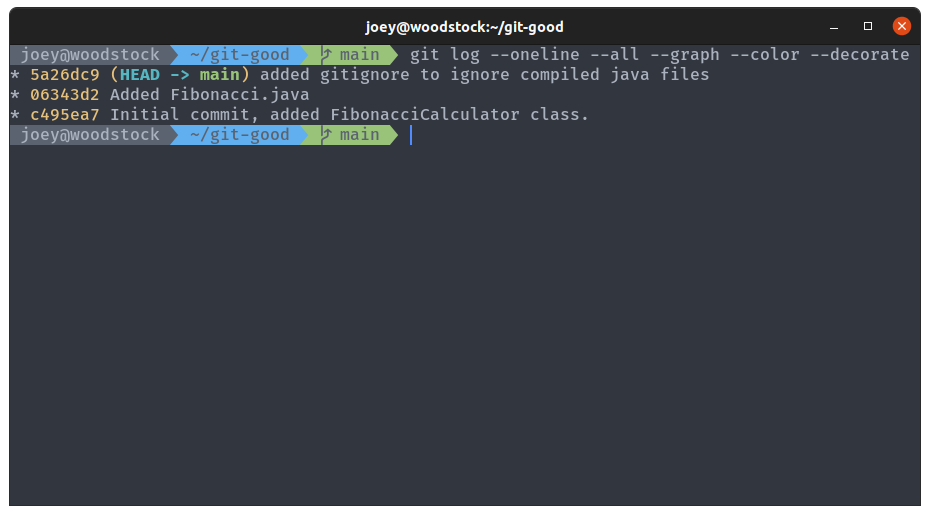 joey@woodstock:~/git-good
joey@woodstock ~/git-good main git log --oneline --all --graph --color --decorate
* 5a26dc9 (HEAD -> main) added gitignore to ignore compiled java files
* 06343d2 Added Fibonacci.java
* c495ea7 Initial commit, added FibonacciCalculator class.
joey@woodstock ~/git-good main